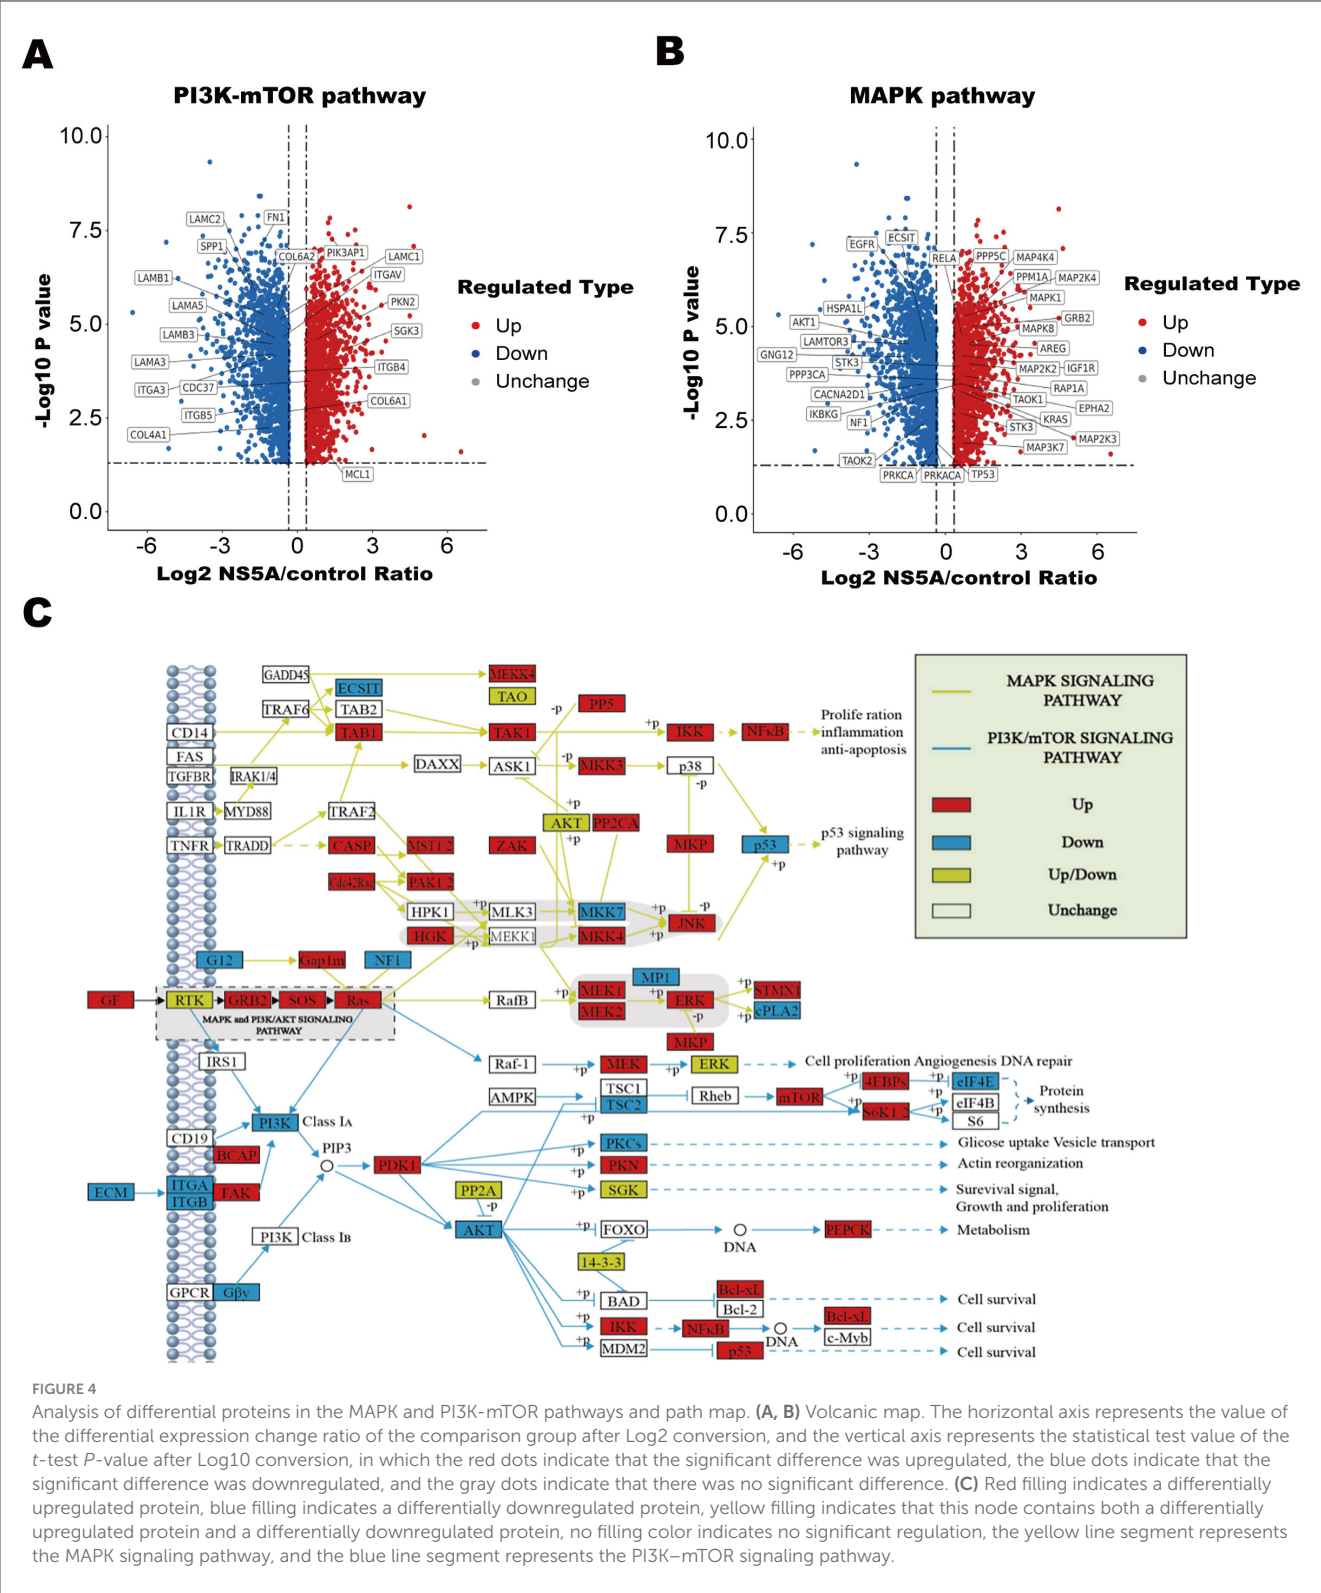 A
PI3K-mTOR pathway
10.0
7.5
5.0
2.5
0.0
-Log10 P value
-6
-3
0
3
6
Log2 NS5A/control Ratio
LAMC2
FN1
SPP1
COL6A2
PIK3AP1
LAMC1
LAMB1
ITGAV
LAMA5
PKN2
LAMB3
SGK3
LAMA3
ITGB4
ITGA3
CDC37
COL6A1
ITGB5
COL4A1
MCL1
Regulated Type
Up
Down
Unchange
B
MAPK pathway
10.0
7.5
5.0
2.5
0.0
-Log10 P value
-6
-3
0
3
6
Log2 NS5A/control Ratio
EGFR
ECSIT
RELA
PPP5C
MAP4K4
PPM1A
MAP2K4
HSPA1L
MAPK1
AKT1
GRB2
MAPK8
LAMTOR3
AREG
GNG12
STK3
MAP2K2
IGF1R
PPP3CA
RAP1A
CACNA2D1
TAOK1
EPHA2
IKBKG
NF1
KRAS
STK3
MAP2K3
TAOK2
MAP3K7
PRKCA
PRKACA
TP53
Regulated Type
Up
Down
Unchange
C
GADD45
MEKK4
ECSIT
TAO
TRAF6
TAB2
PP5
-p
CD14
TAB1
TAK1
+p
IKK
NFκB
Prolife ration
inflammation
anti-apoptosis
FAS
TGFBR
IRAK1/4
DAXX
ASK1
-p
MKK3
p38
-p
IL1R
MYD88
TRAF2
+p
AKT
PP2CA
+p
TNFR
TRADD
CASP
MST1/2
ZAK
MKP
p53
p53 signaling
pathway
+p
Cdc42Rac
PAK1/2
HPK1
+p
MLK3
MKK7
+p
-p
JNK
HGK
+p
MEKK1
MKK4
+p
G12
Gap1m
NF1
MP1
GF
RTK
GRB2
SOS
Ras
RafB
+p
MEK1
MEK2
+p
ERK
+p
STMN1
+p
cPLA2
MAPK and PI3K/AKT SIGNALING
PATHWAY
-p
MKP
IRS1
Raf-1
+p
MEK
+p
ERK
Cell proliferation Angiogenesis DNA repair
AMPK
TSC1
TSC2
+p
Rheb
mTOR
+p
4EBPs
+p
eIF4E
+p
S6K1/2
+p
eIF4B
S6
Protein
synthesis
PI3K
Class IA
CD19
BCAP
PIP3
PKCs
+p
Glicose uptake Vesicle transport
PDK1
PKN
+p
Actin reorganization
ECM
ITGA
ITGB
FAK
PP2A
-p
SGK
+p
Surevival signal,
Growth and proliferation
PI3K
Class IB
AKT
+p
FOXO
DNA
PEPCK
Metabolism
14-3-3
GPCR
Gβγ
+p
BAD
Bcl-xL
Bcl-2
Cell survival
+p
IKK
NFκB
DNA
Bcl-xL
c-Myb
Cell survival
+p
MDM2
p53
Cell survival
MAPK SIGNALING
PATHWAY
PI3K/mTOR SIGNALING
PATHWAY
Up
Down
Up/Down
Unchange
FIGURE 4
Analysis of differential proteins in the MAPK and PI3K-mTOR pathways and path map. (A, B) Volcanic map. The horizontal axis represents the value of
the differential expression change ratio of the comparison group after Log2 conversion, and the vertical axis represents the statistical test value of the
t-test P-value after Log10 conversion, in which the red dots indicate that the significant difference was upregulated, the blue dots indicate that the
significant difference was downregulated, and the gray dots indicate that there was no significant difference. (C) Red filling indicates a differentially
upregulated protein, blue filling indicates a differentially downregulated protein, yellow filling indicates that this node contains both a differentially
upregulated protein and a differentially downregulated protein, no filling color indicates no significant regulation, the yellow line segment represents
the MAPK signaling pathway, and the blue line segment represents the PI3K–mTOR signaling pathway.